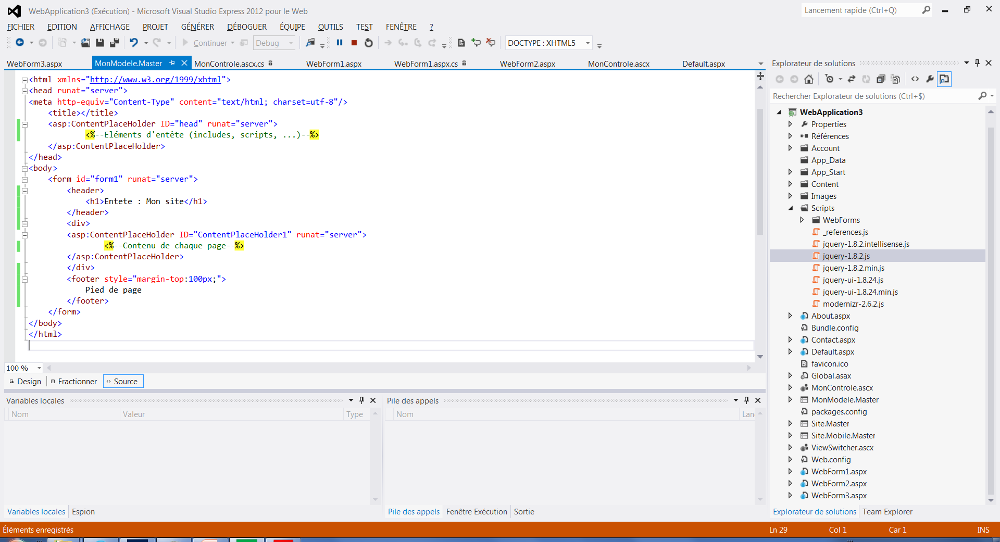 WebApplication3 (Exécution) - Microsoft Visual Studio Express 2012 pour le Web
Lancement rapide (Ctrl+Q)
FICHIER EDITION AFFICHAGE PROJET GÉNÉRER DÉBOGUER ÉQUIPE OUTILS TEST FENÊTRE ?
Continuer Debug DOCTYPE : XHTML5
WebForm3.aspx MonModele.Master MonControle.ascx.cs WebForm1.aspx WebForm1.aspx.cs WebForm2.aspx MonControle.ascx Default.aspx
<html xmlns="http://www.w3.org/1999/xhtml">
<head runat="server">
<meta http-equiv="Content-Type" content="text/html; charset=utf-8"/>
<title></title>
<asp:ContentPlaceHolder ID="head" runat="server">
<%--Eléments d'entête (includes, scripts, ...)--%>
</asp:ContentPlaceHolder>
</head>
<body>
<form id="form1" runat="server">
<header>
<h1>Entete : Mon site</h1>
</header>
<div>
<asp:ContentPlaceHolder ID="ContentPlaceHolder1" runat="server">
<%--Contenu de chaque page--%>
</asp:ContentPlaceHolder>
</div>
<footer style="margin-top:100px;">
Pied de page
</footer>
</form>
</body>
</html>
100 %
Design Fractionner Source
Variables locales
Nom Valeur Type
Variables locales Espion
Pile des appels
Nom Lan
Pile des appels Fenêtre Exécution Sortie
Explorateur de solutions
Rechercher Explorateur de solutions (Ctrl+$)
WebApplication3
Properties
Références
Account
App_Data
App_Start
Content
Images
Scripts
WebForms
_references.js
jquery-1.8.2.intellisense.js
jquery-1.8.2.js
jquery-1.8.2.min.js
jquery-ui-1.8.24.js
jquery-ui-1.8.24.min.js
modernizr-2.6.2.js
About.aspx
Bundle.config
Contact.aspx
Default.aspx
favicon.ico
Global.asax
MonControle.ascx
MonModele.Master
packages.config
Site.Master
Site.Mobile.Master
ViewSwitcher.ascx
Web.config
WebForm1.aspx
WebForm2.aspx
WebForm3.aspx
Explorateur de solutions Team Explorer
Éléments enregistrés Ln 29 Col 1 Car 1 INS